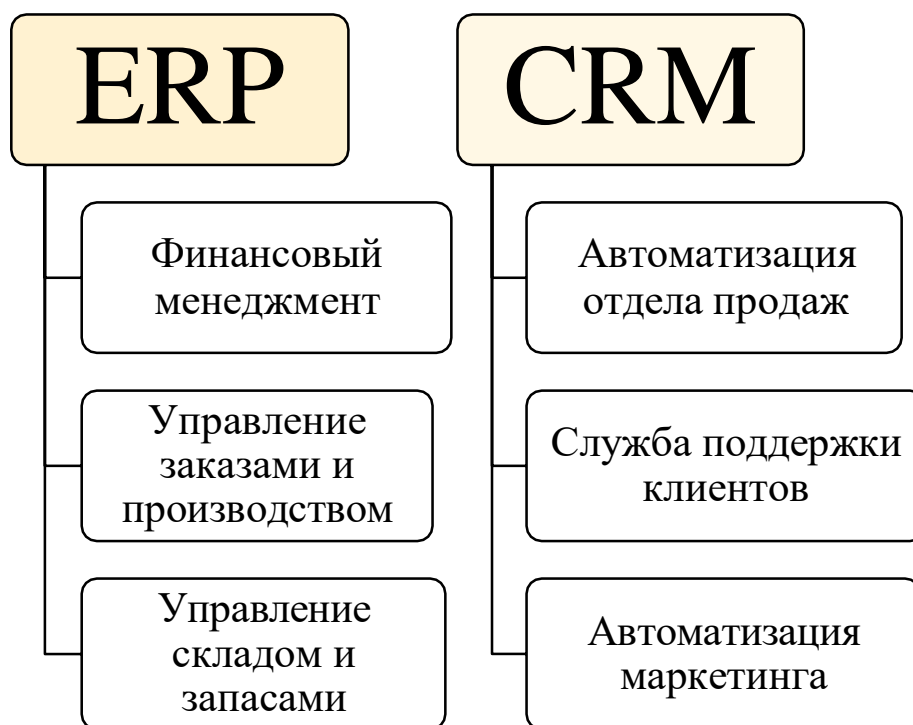 ERP
Финансовый
менеджмент
Управление
заказами и
производством
Управление
складом и
запасами
CRM
Автоматизация
отдела продаж
Служба поддержки
клиентов
Автоматизация
маркетинга